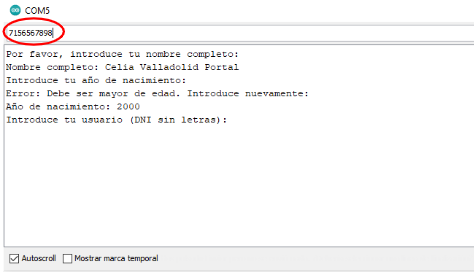 COM5
7156567898
Por favor, introduce tu nombre completo:
Nombre completo: Celia Valladolid Portal
Introduce tu año de nacimiento:
Error: Debe ser mayor de edad. Introduce nuevamente:
Año de nacimiento: 2000
Introduce tu usuario (DNI sin letras):
Autoscroll Mostrar marca temporal